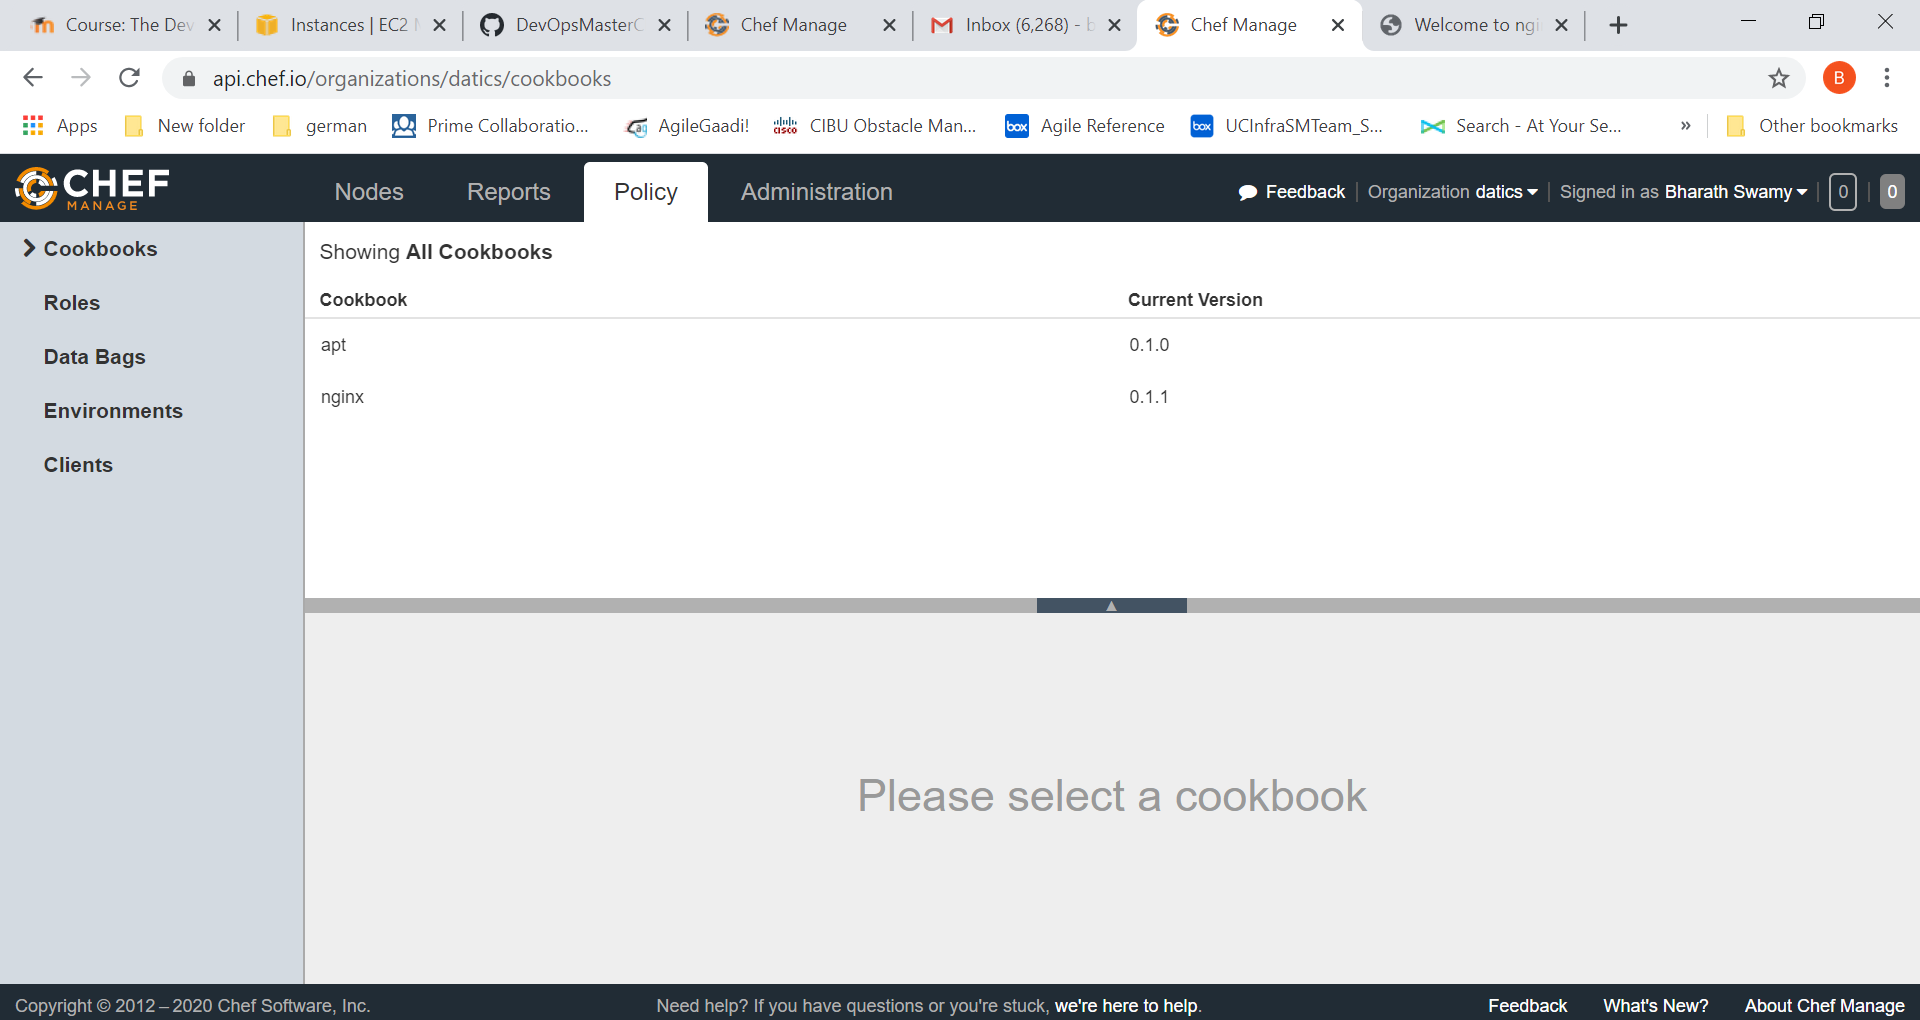 Course: The Dev
Instances | EC2 M
DevOpsMasterC
Chef Manage
Inbox (6,268) - b
Chef Manage
Welcome to ngi
api.chef.io/organizations/datics/cookbooks
B
Apps
New folder
german
Prime Collaboratio...
AgileGaadi!
CIBU Obstacle Man...
box
Agile Reference
box
UCInfraSMTeam_S...
Search - At Your Se...
»
Other bookmarks
CHEF
MANAGE
Nodes
Reports
Policy
Administration
Feedback
Organization datics
Signed in as Bharath Swamy
0
0
Cookbooks
Roles
Data Bags
Environments
Clients
Showing All Cookbooks
Cookbook Current Version
apt 0.1.0
nginx 0.1.1
Please select a cookbook
Copyright © 2012 – 2020 Chef Software, Inc.
Need help? If you have questions or you're stuck, we're here to help.
Feedback
What's New?
About Chef Manage